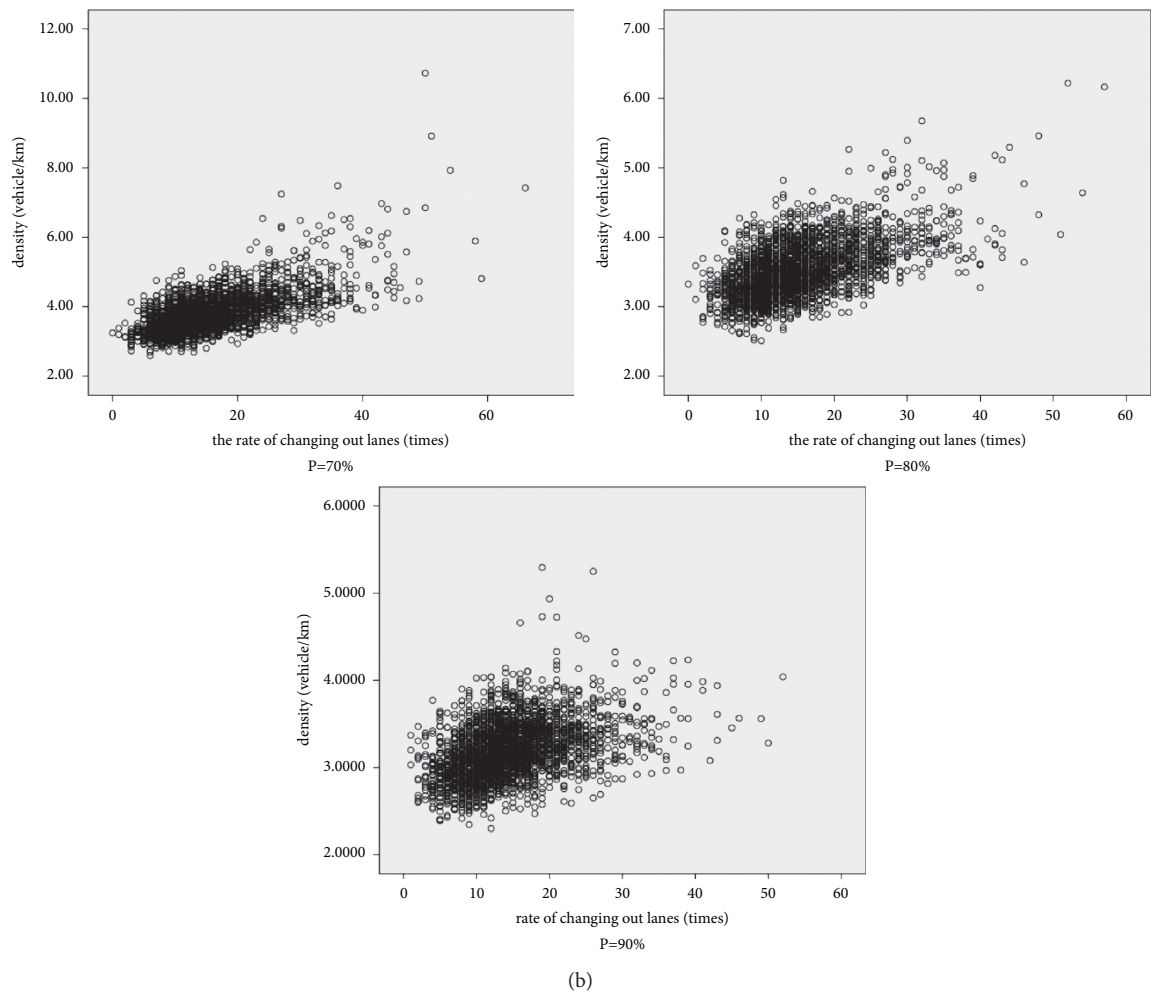 12.00
10.00
8.00
6.00
4.00
2.00
density (vehicle/km)
0 20 40 60
the rate of changing out lanes (times)
P=70%
7.00
6.00
5.00
4.00
3.00
2.00
density (vehicle/km)
0 10 20 30 40 50 60
the rate of changing out lanes (times)
P=80%
6.0000
5.0000
4.0000
3.0000
2.0000
density (vehicle/km)
0 10 20 30 40 50 60
rate of changing out lanes (times)
P=90%
(b)